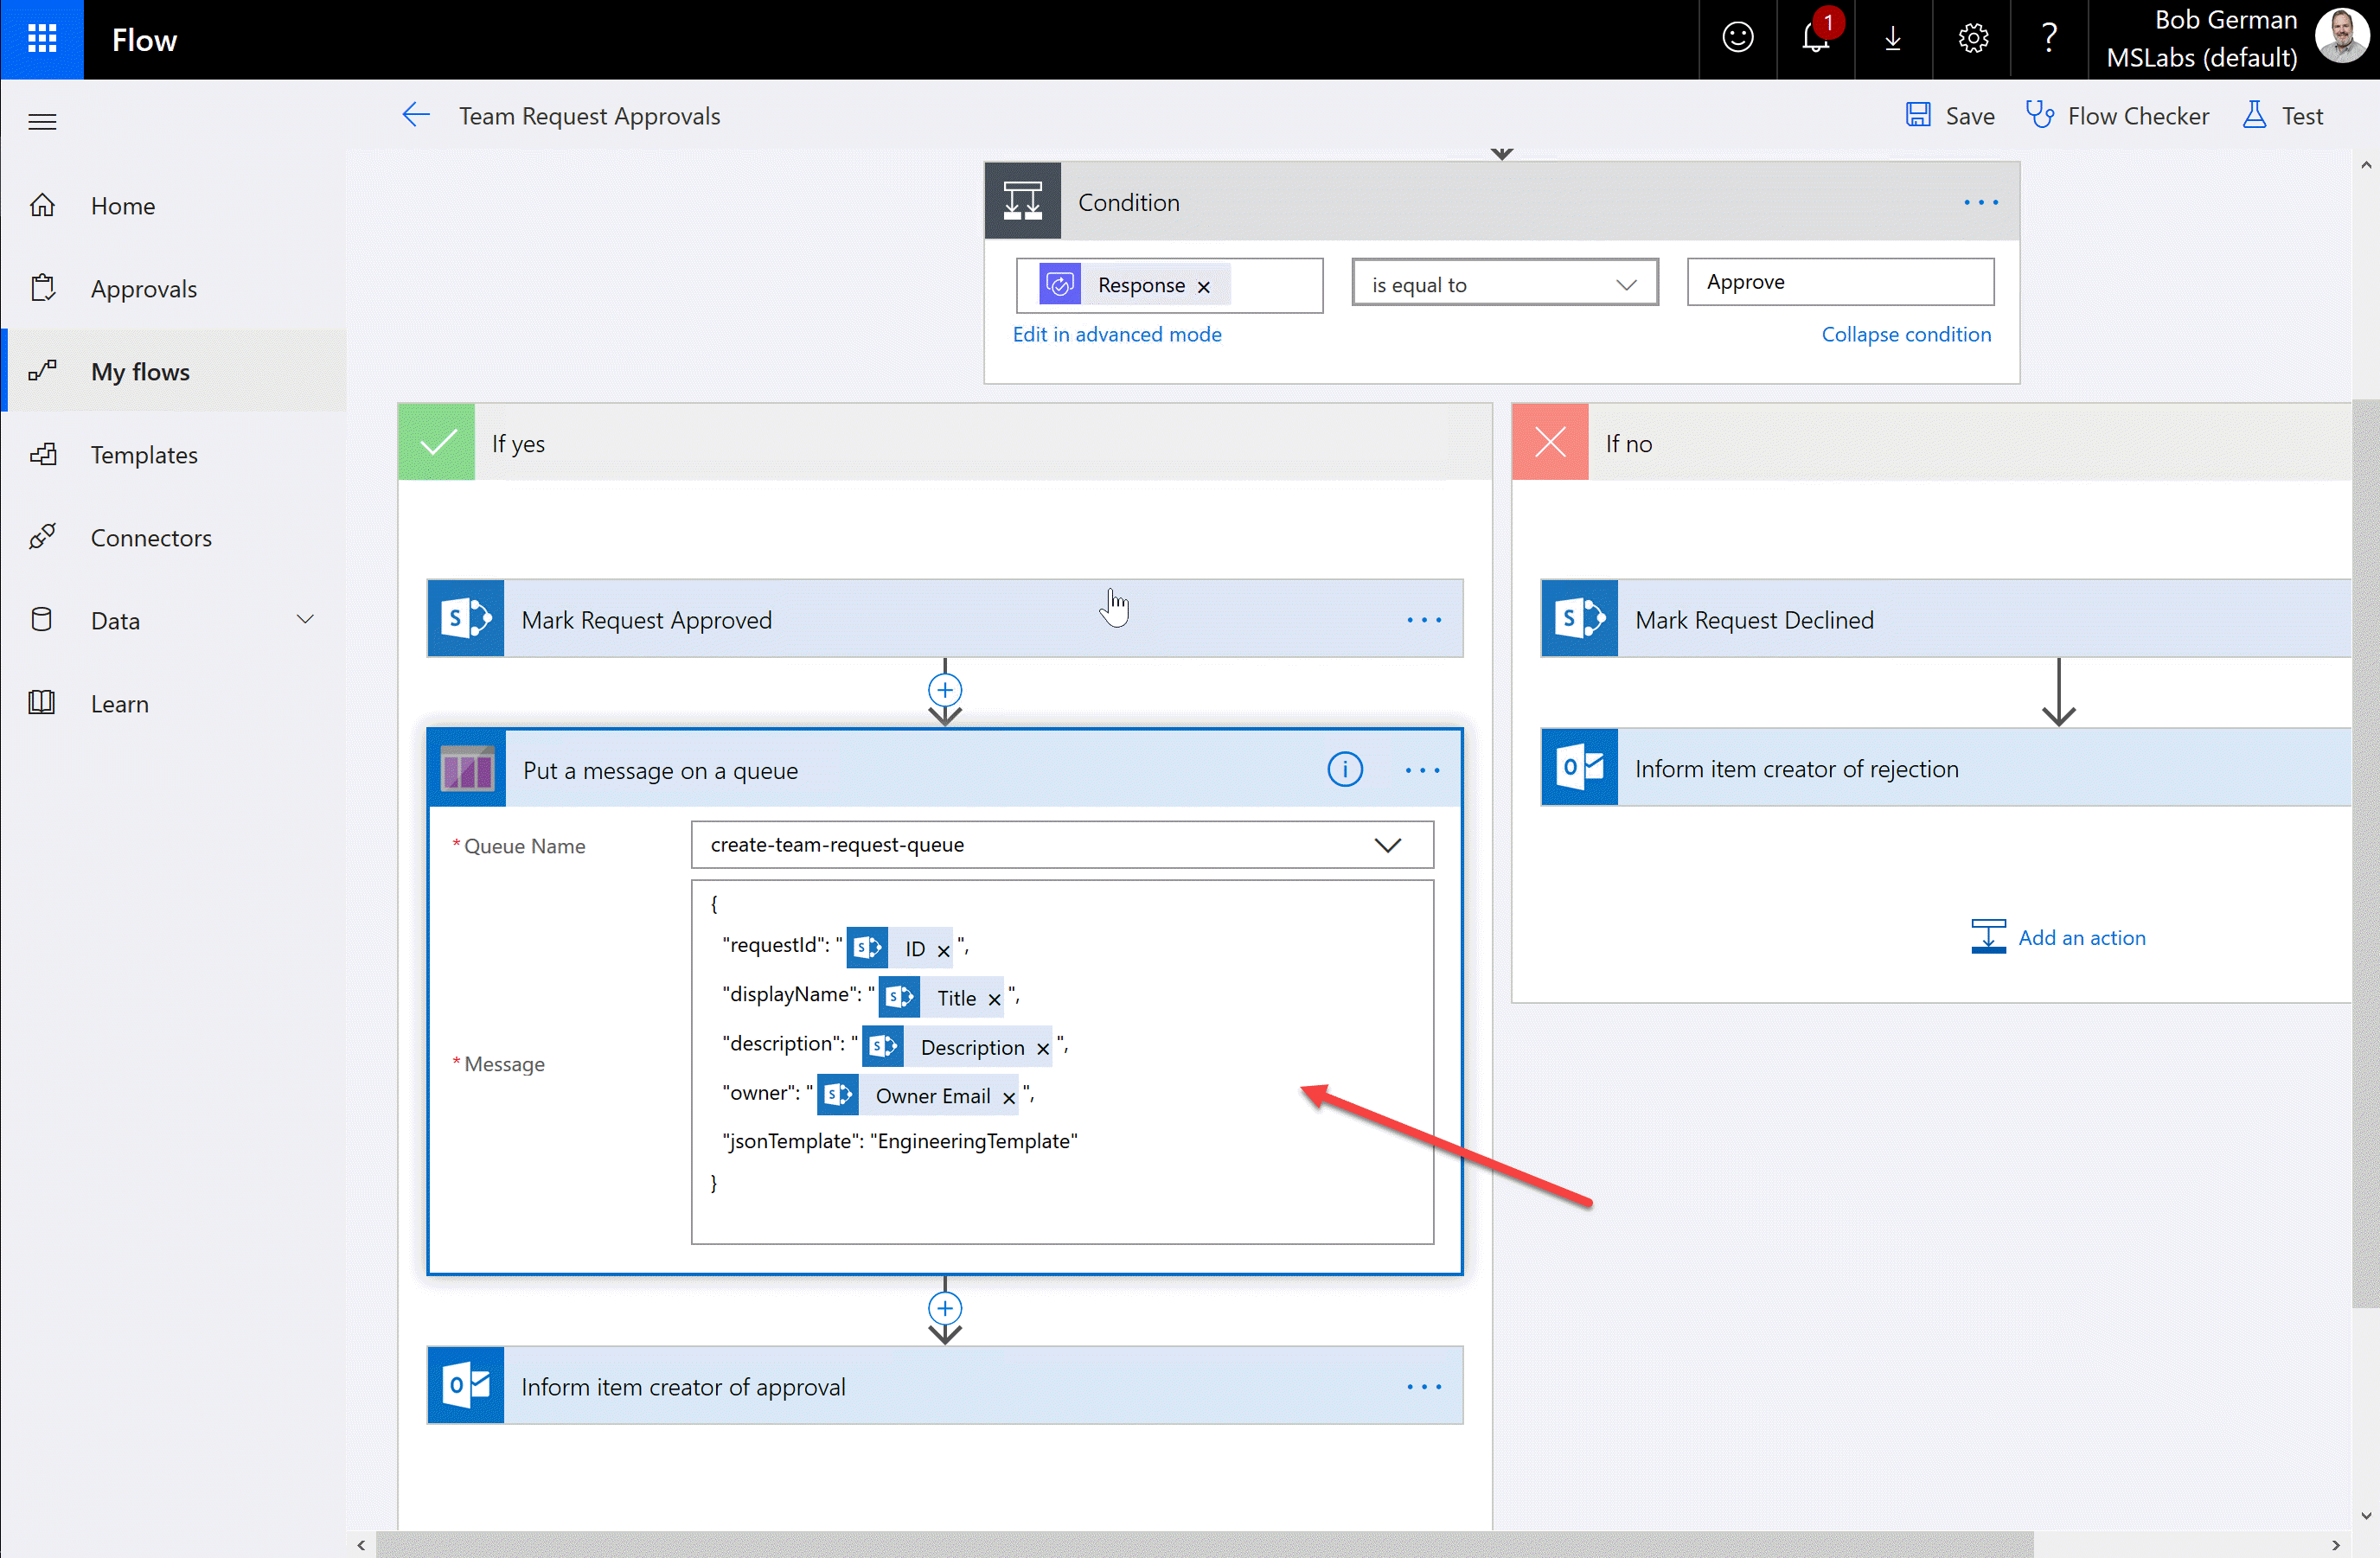 Flow
1
?
Bob German
MSLabs (default)
Team Request Approvals
Save
Flow Checker
Test
Home
Approvals
My flows
Templates
Connectors
Data
Learn
Condition
Response ×
is equal to
Approve
Edit in advanced mode
Collapse condition
If yes
If no
S
Mark Request Approved
S
Mark Request Declined
Put a message on a queue
i
O
Inform item creator of rejection
* Queue Name
create-team-request-queue
* Message
{
"requestId": " S ID × ",
"displayName": " S Title × ",
"description": " S Description × ",
"owner": " S Owner Email × ",
"jsonTemplate": "EngineeringTemplate"
}
Add an action
O
Inform item creator of approval